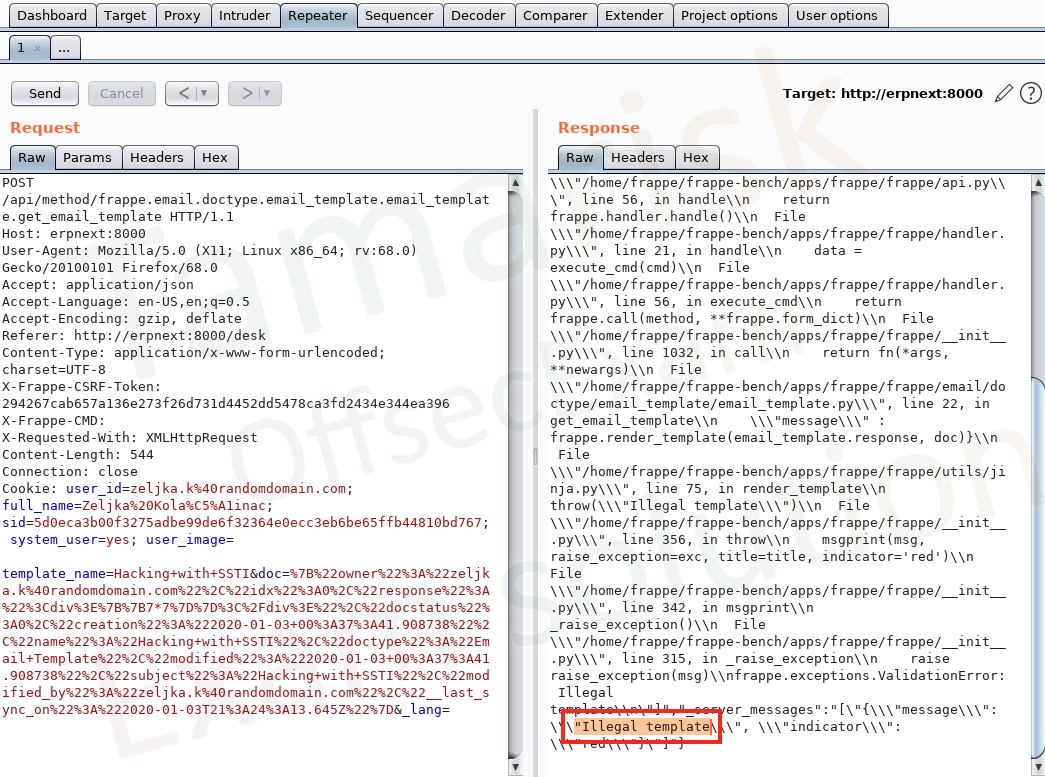 Dashboard Target Proxy Intruder Repeater Sequencer Decoder Comparer Extender Project options User options
1 × ...
Send Cancel < ▼ > ▼ Target: http://erpnext:8000 ?
Request
Raw Params Headers Hex
POST
/api/method/frappe.email.doctype.email_template.email_templat
e.get_email_template HTTP/1.1
Host: erpnext:8000
User-Agent: Mozilla/5.0 (X11; Linux x86_64; rv:68.0)
Gecko/20100101 Firefox/68.0
Accept: application/json
Accept-Language: en-US,en;q=0.5
Accept-Encoding: gzip, deflate
Referer: http://erpnext:8000/desk
Content-Type: application/x-www-form-urlencoded;
charset=UTF-8
X-Frappe-CSRF-Token:
294267cab657a136e273f26d731d4452dd5478ca3fd2434e344ea396
X-Frappe-CMD:
X-Requested-With: XMLHttpRequest
Content-Length: 544
Connection: close
Cookie: user_id=zeljka.k%40randomdomain.com;
full_name=Zeljka%20Kola%C5%A1inac;
sid=5d0eca3b00f3275adbe99de6f32364e0ecc3eb6be65ffb44810bd767;
system_user=yes; user_image=
template_name=Hacking+with+SSTI&doc=%7B%22owner%22%3A%22zeljk
a.k%40randomdomain.com%22%2C%22idx%22%3A0%2C%22response%22%3A
%22%3Cdiv%3E%7B%7B7*7%7D%7D%3C%2Fdiv%3E%22%2C%22docstatus%22%
3A0%2C%22creation%22%3A%222020-01-03+00%3A37%3A41.908738%22%2
C%22name%22%3A%22Hacking+with+SSTI%22%2C%22doctype%22%3A%22Em
ail+Template%22%2C%22modified%22%3A%222020-01-03+00%3A37%3A41
.908738%22%2C%22subject%22%3A%22Hacking+with+SSTI%22%2C%22mod
ified_by%22%3A%22zeljka.k%40randomdomain.com%22%2C%22__last_s
ync_on%22%3A%222020-01-03T21%3A24%3A13.645Z%22%7D&_lang=
Response
Raw Headers Hex
\\\"/home/frappe/frappe-bench/apps/frappe/frappe/api.py\\
\", line 56, in handle\\n    return
frappe.handler.handle()\\n  File
\\\"/home/frappe/frappe-bench/apps/frappe/frappe/handler.
py\\\", line 21, in handle\\n    data =
execute_cmd(cmd)\\n  File
\\\"/home/frappe/frappe-bench/apps/frappe/frappe/handler.
py\\\", line 56, in execute_cmd\\n    return
frappe.call(method, **frappe.form_dict)\\n  File
\\\"/home/frappe/frappe-bench/apps/frappe/frappe/__init__
.py\\\", line 1032, in call\\n    return fn(*args,
**newargs)\\n  File
\\\"/home/frappe/frappe-bench/apps/frappe/frappe/email/do
ctype/email_template/email_template.py\\\", line 22, in
get_email_template\\n    \\\"message\\\" :
frappe.render_template(email_template.response, doc)}\\n
File
\\\"/home/frappe/frappe-bench/apps/frappe/frappe/utils/ji
nja.py\\\", line 75, in render_template\\n
throw(\\\"Illegal template\\\")\\n  File
\\\"/home/frappe/frappe-bench/apps/frappe/frappe/__init__
.py\\\", line 356, in throw\\n    msgprint(msg,
raise_exception=exc, title=title, indicator='red')\\n
File
\\\"/home/frappe/frappe-bench/apps/frappe/frappe/__init__
.py\\\", line 342, in msgprint\\n
_raise_exception()\\n  File
\\\"/home/frappe/frappe-bench/apps/frappe/frappe/__init__
.py\\\", line 315, in _raise_exception\\n    raise
raise_exception(msg)\\nfrappe.exceptions.ValidationError:
Illegal
template\\n\"]","_server_messages":"[\"{\\\"message\\\":
\\\"Illegal template\\\", \\\"indicator\\\":
\\\"red\\\"}\"]"}